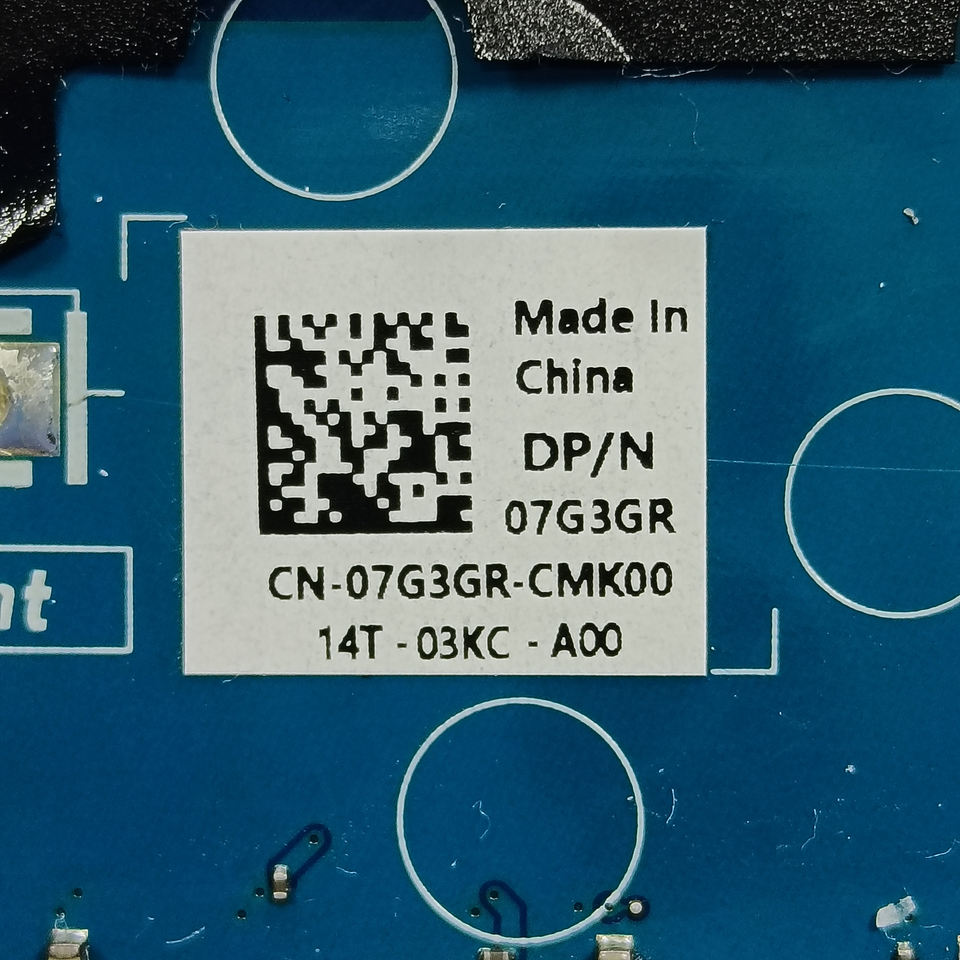 Made In
China
DP/N
07G3GR
CN-07G3GR-CMK00
14T - 03KC - A00